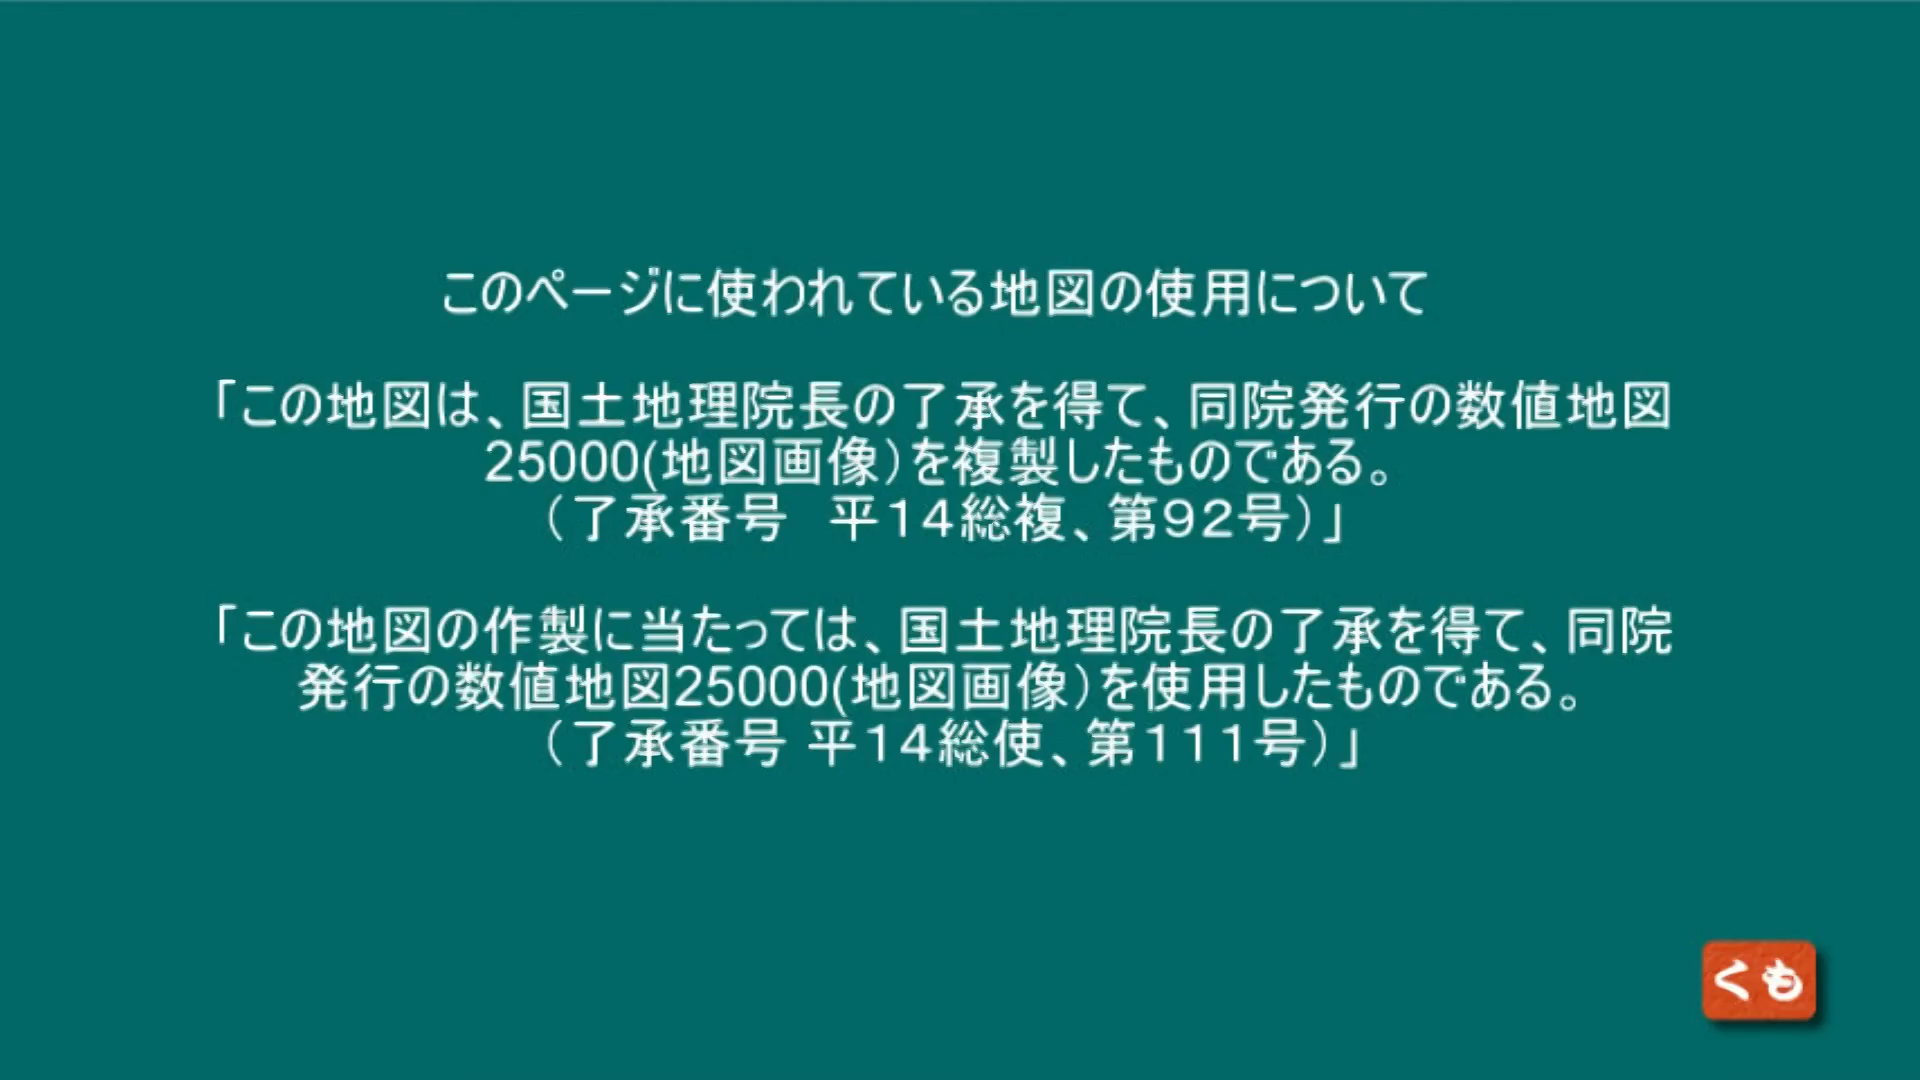 このページに使われている地図の使用について
「この地図は、国土地理院長の了承を得て、同院発行の数値地図
25000(地図画像）を複製したものである。
（了承番号　平１４総複、第９２号）」
「この地図の作製に当たっては、国土地理院長の了承を得て、同院
発行の数値地図25000(地図画像）を使用したものである。
（了承番号 平１４総使、第１１１号）」
くも